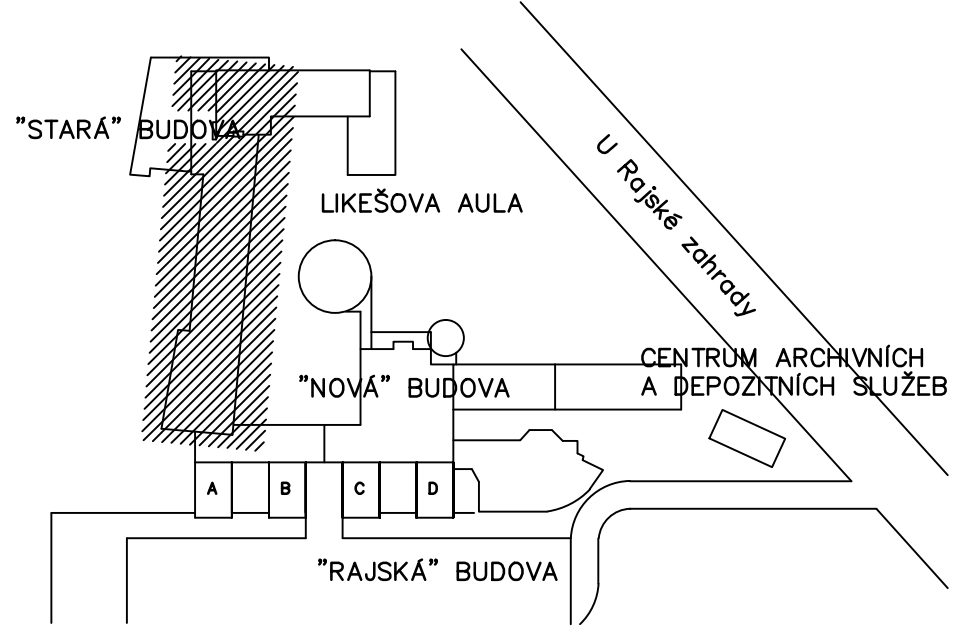 "STARÁ" BUDOVA
LIKEŠOVA AULA
U Rajské zahrady
CENTRUM ARCHIVNÍCH
A DEPOZITNÍCH SLUŽEB
"NOVÁ" BUDOVA
A B C D
"RAJSKÁ" BUDOVA